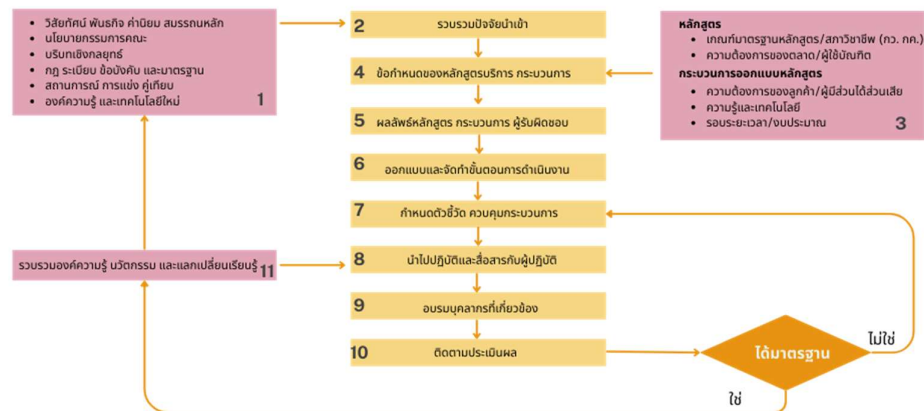 • วิสัยทัศน์ พันธกิจ ค่านิยม สมรรถนหลัก
• นโยบายกรรมการคณะ
• บริบทเชิงกลยุทธ์
• กฎ ระเบียบ ข้อบังคับ และมาตรฐาน
• สถานการณ์ การแข่ง คู่เทียบ
• องค์ความรู้ และเทคโนโลยีใหม่
1
2 รวบรวมปัจจัยนำเข้า
หลักสูตร
• เกณฑ์มาตรฐานหลักสูตร/สภาวิชาชีพ (กว. กค.)
• ความต้องการของตลาด/ผู้ใช้บัณฑิต
กระบวนการออกแบบหลักสูตร
• ความต้องการของลูกค้า/ผู้มีส่วนได้ส่วนเสีย
• ความรู้และเทคโนโลยี
• รอบระยะเวลา/งบประมาณ
3
4 ข้อกำหนดของหลักสูตรบริการ กระบวนการ
5 ผลลัพธ์หลักสูตร กระบวนการ ผู้รับผิดชอบ
6 ออกแบบและจัดทำขั้นตอนการดำเนินงาน
7 กำหนดตัวชี้วัด ควบคุมกระบวนการ
8 นำไปปฏิบัติและสื่อสารกับผู้ปฏิบัติ
รวบรวมองค์ความรู้ นวัตกรรม และแลกเปลี่ยนเรียนรู้ 11
9 อบรมบุคลากรที่เกี่ยวข้อง
10 ติดตามประเมินผล
ได้มาตรฐาน
ไม่ใช่
ใช่